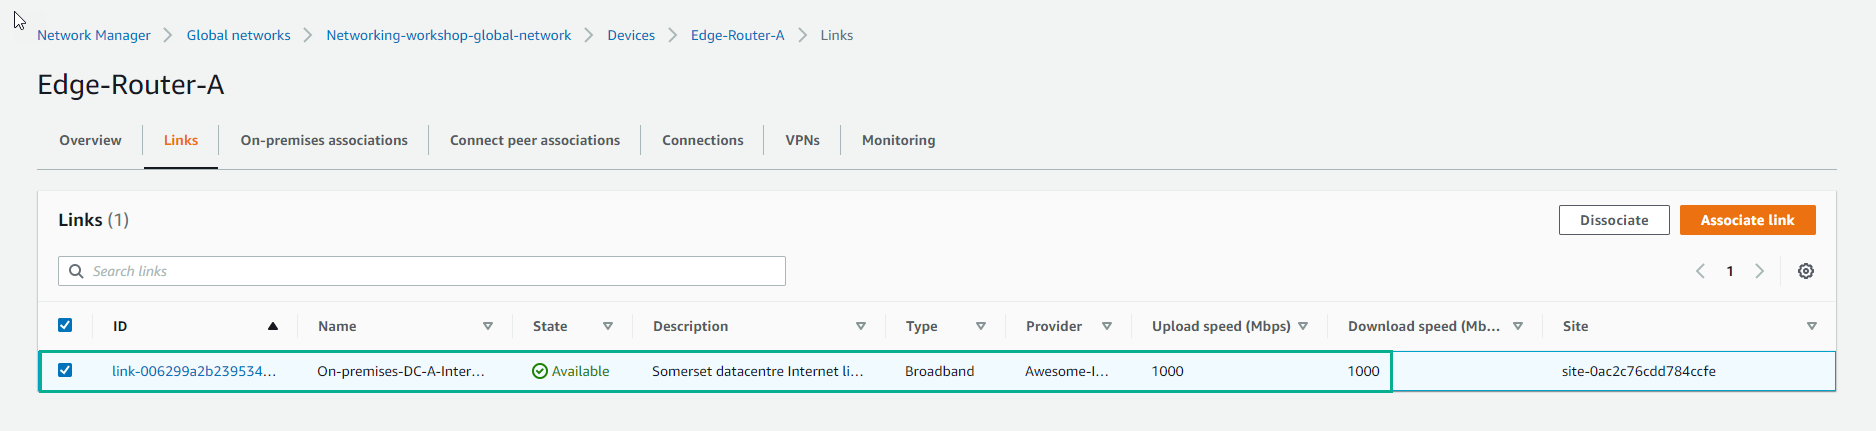 Network Manager > Global networks > Networking-workshop-global-network > Devices > Edge-Router-A > Links
Edge-Router-A
Overview Links On-premises associations Connect peer associations Connections VPNs Monitoring
Links (1) Dissociate Associate link
Search links 1
ID Name State Description Type Provider Upload speed (Mbps) Download speed (Mb... Site
link-006299a2b239534... On-premises-DC-A-Inter... Available Somerset datacentre Internet li... Broadband Awesome-I... 1000 1000 site-0ac2c76cdd784ccfe